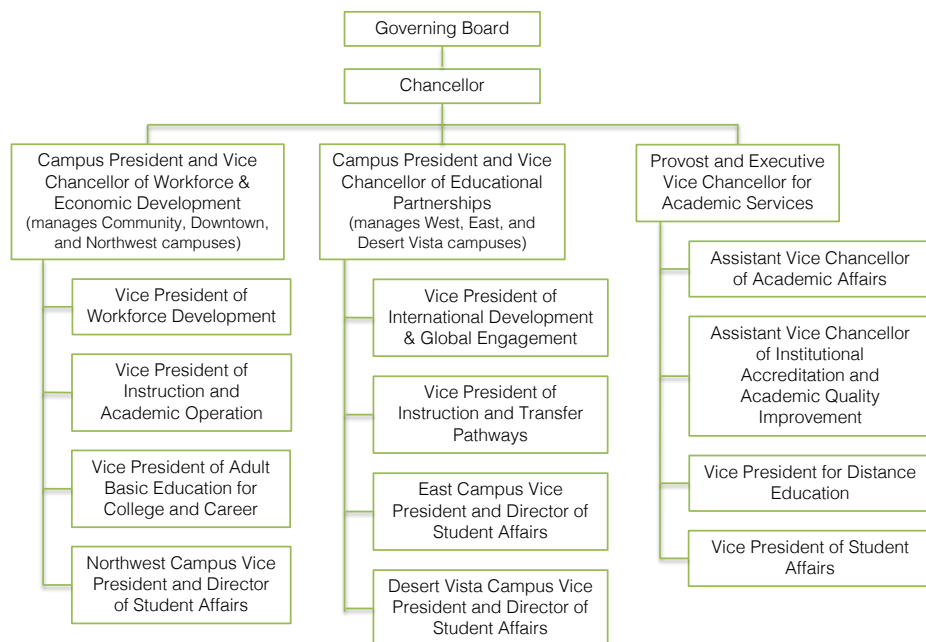 Governing Board
Chancellor
Campus President and Vice
Chancellor of Workforce &
Economic Development
(manages Community, Downtown,
and Northwest campuses)
Vice President of
Workforce Development
Vice President of
Instruction and
Academic Operation
Vice President of Adult
Basic Education for
College and Career
Northwest Campus Vice
President and Director
of Student Affairs
Campus President and Vice
Chancellor of Educational
Partnerships
(manages West, East, and
Desert Vista campuses)
Vice President of
International Development
& Global Engagement
Vice President of
Instruction and Transfer
Pathways
East Campus Vice
President and Director of
Student Affairs
Desert Vista Campus Vice
President and Director of
Student Affairs
Provost and Executive
Vice Chancellor for
Academic Services
Assistant Vice Chancellor
of Academic Affairs
Assistant Vice Chancellor
of Institutional
Accreditation and
Academic Quality
Improvement
Vice President for Distance
Education
Vice President of Student
Affairs